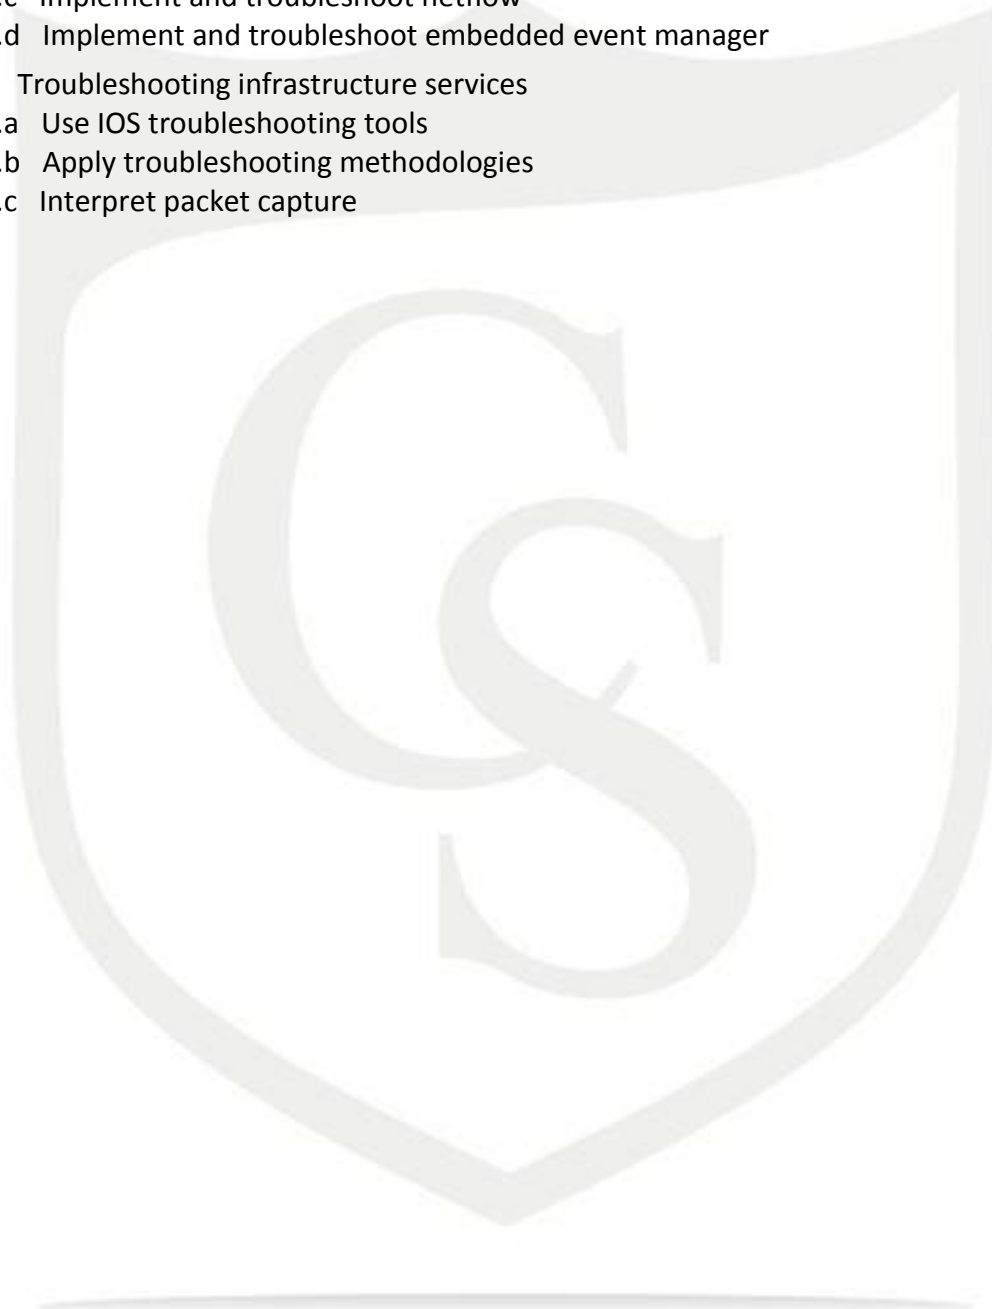 .d Implement and troubleshoot embedded event manager
Troubleshooting infrastructure services
.a Use IOS troubleshooting tools
.b Apply troubleshooting methodologies
.c Interpret packet capture
CS